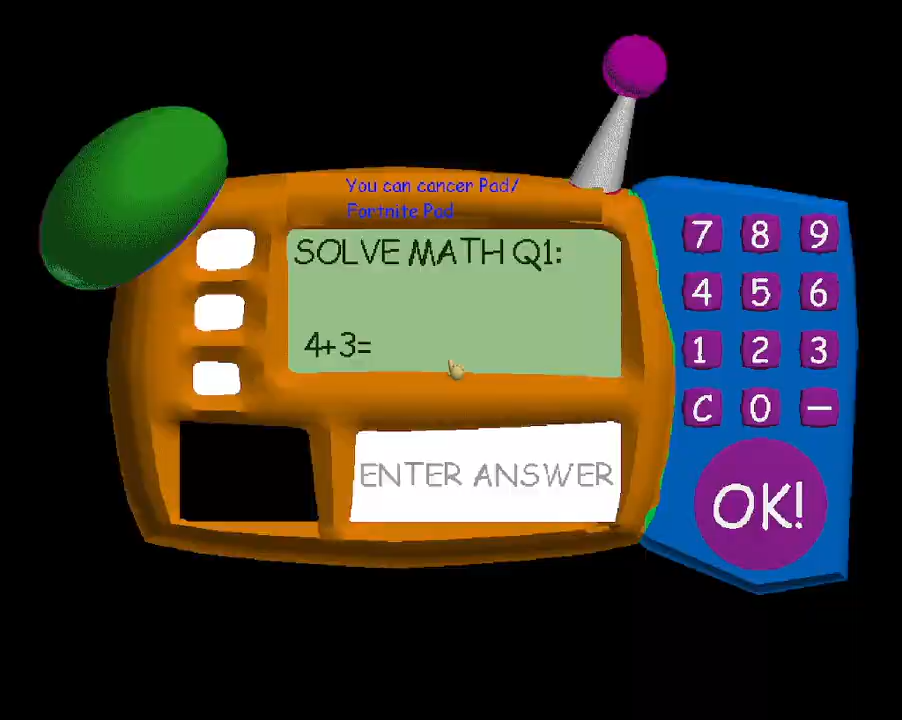 You can cancer Pad/
Fortnite Pad
SOLVE MATH Q1:
4+3=
ENTER ANSWER
7 8 9
4 5 6
1 2 3
C 0 –
OK!